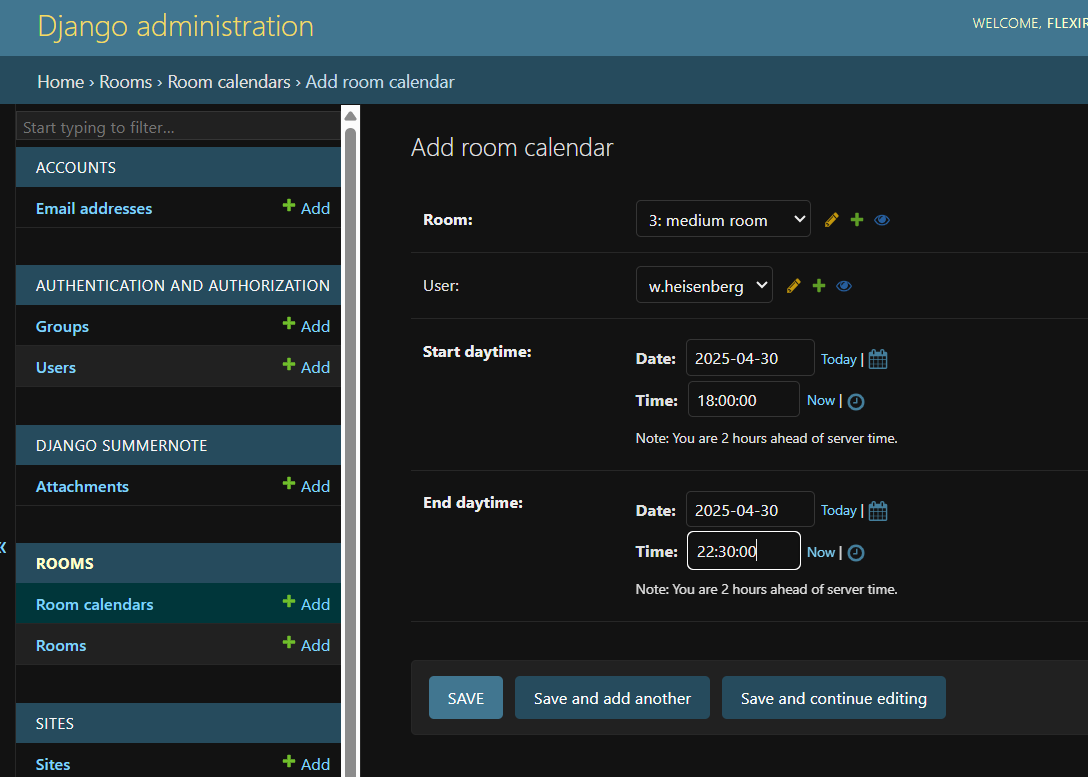 Django administration
WELCOME,
Home › Rooms › Room calendars › Add room calendar
Start typing to filter...
ACCOUNTS
Email addresses Add
AUTHENTICATION AND AUTHORIZATION
Groups Add
Users Add
DJANGO SUMMERNOTE
Attachments Add
ROOMS
Room calendars Add
Rooms Add
SITES
Sites Add
«
Add room calendar
Room: 3: medium room
User: w.heisenberg
Start daytime:
Date: 2025-04-30 Today |
Time: 18:00:00 Now |
Note: You are 2 hours ahead of server time.
End daytime:
Date: 2025-04-30 Today |
Time: 22:30:00 Now |
Note: You are 2 hours ahead of server time.
SAVE Save and add another Save and continue editing